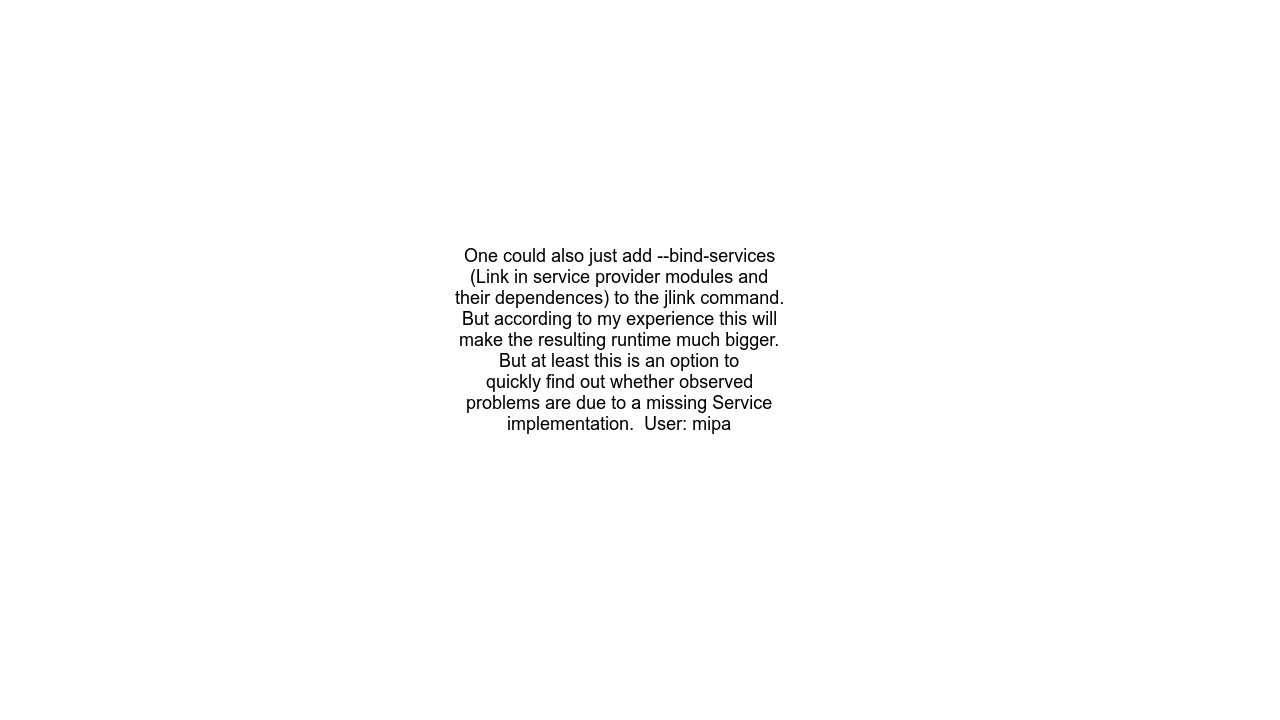 One could also just add --bind-services
(Link in service provider modules and
their dependences) to the jlink command.
But according to my experience this will
make the resulting runtime much bigger.
But at least this is an option to
quickly find out whether observed
problems are due to a missing Service
implementation.  User: mipa